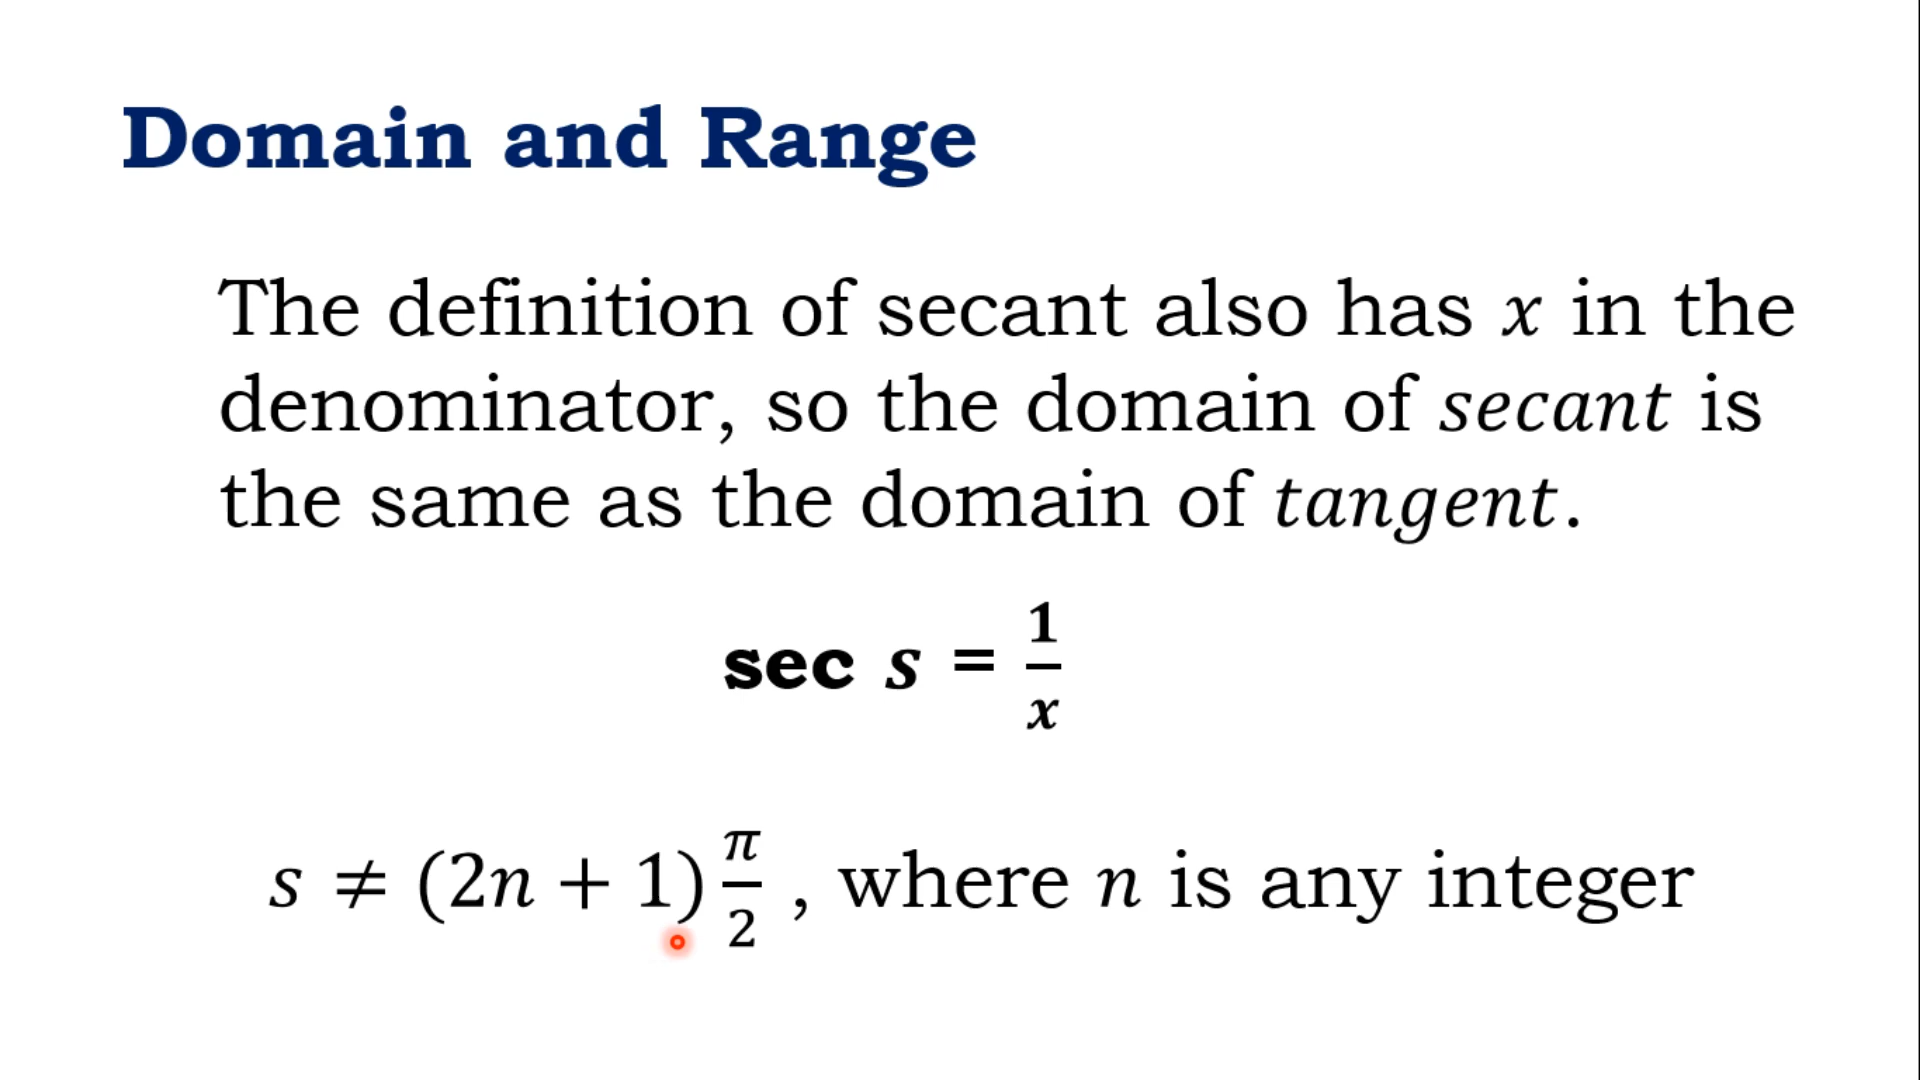 Domain and Range
The definition of secant also has x in the
denominator, so the domain of secant is
the same as the domain of tangent.
sec s = 1/x
s ≠ (2n + 1) π/2 , where n is any integer